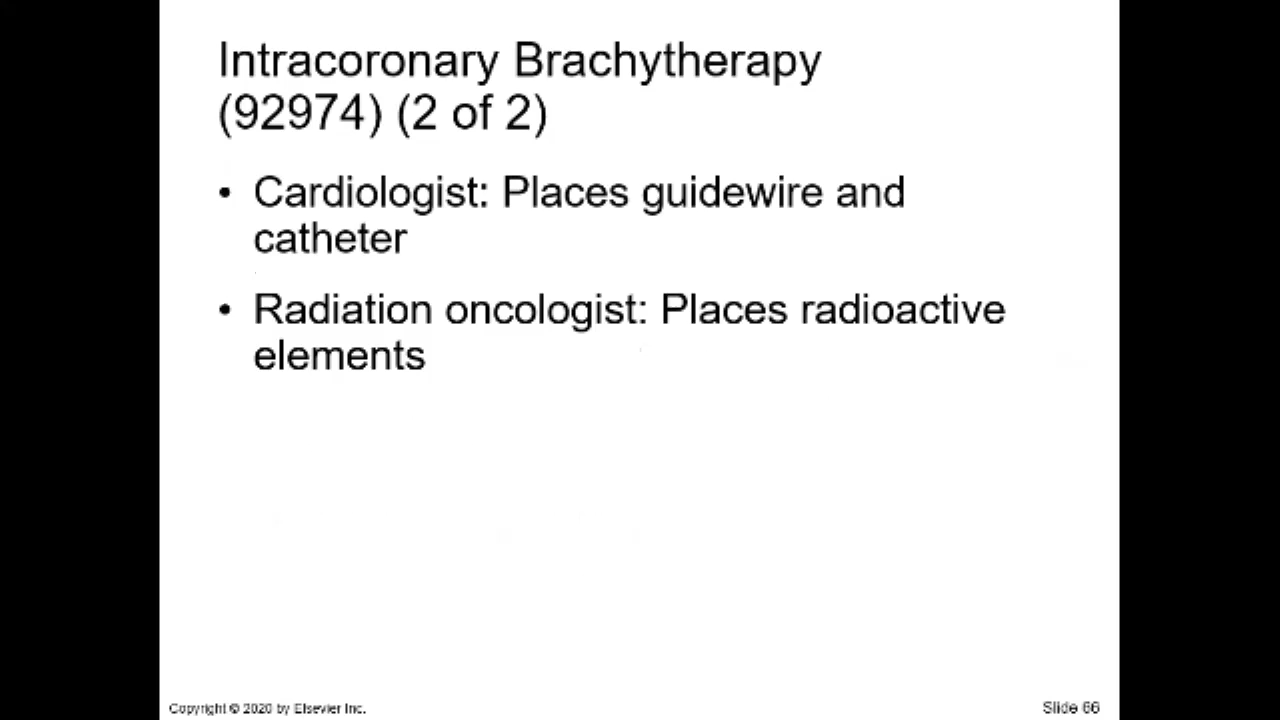 Intracoronary Brachytherapy
(92974) (2 of 2)
• Cardiologist: Places guidewire and
catheter
• Radiation oncologist: Places radioactive
elements
Copyright © 2020 by Elsevier Inc.
Slide 66